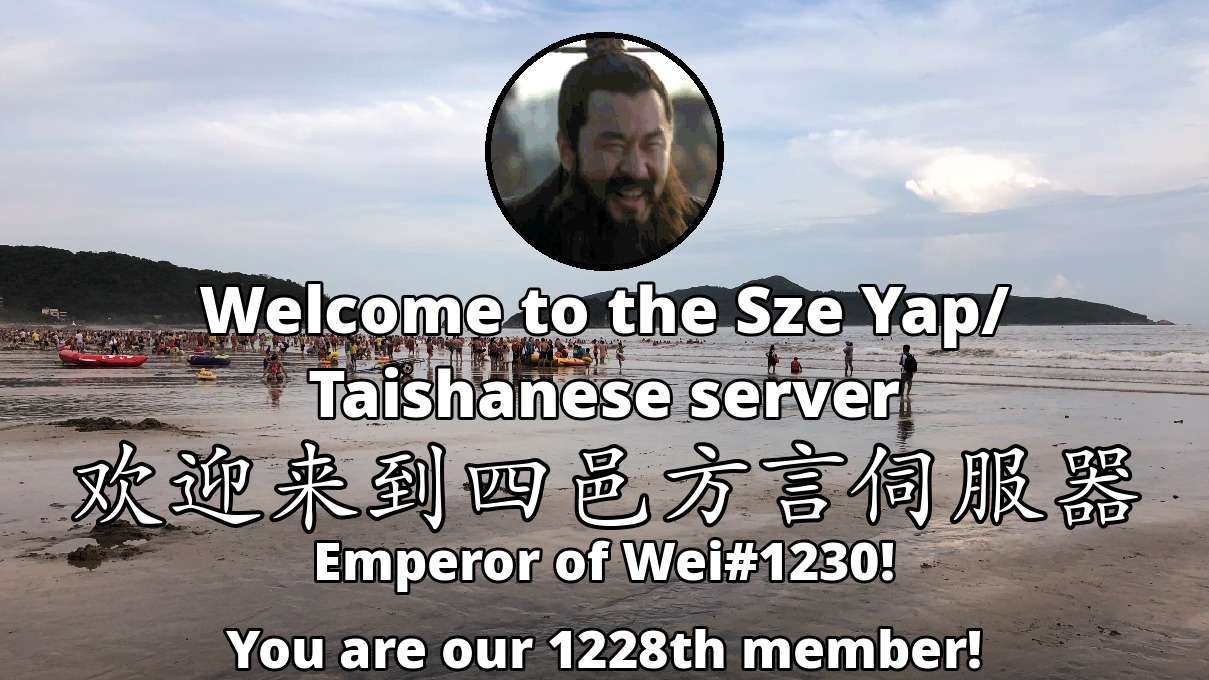 Welcome to the Sze Yap/
Taishanese server
欢迎来到四邑方言伺服器
Emperor of Wei#1230!
You are our 1228th member!